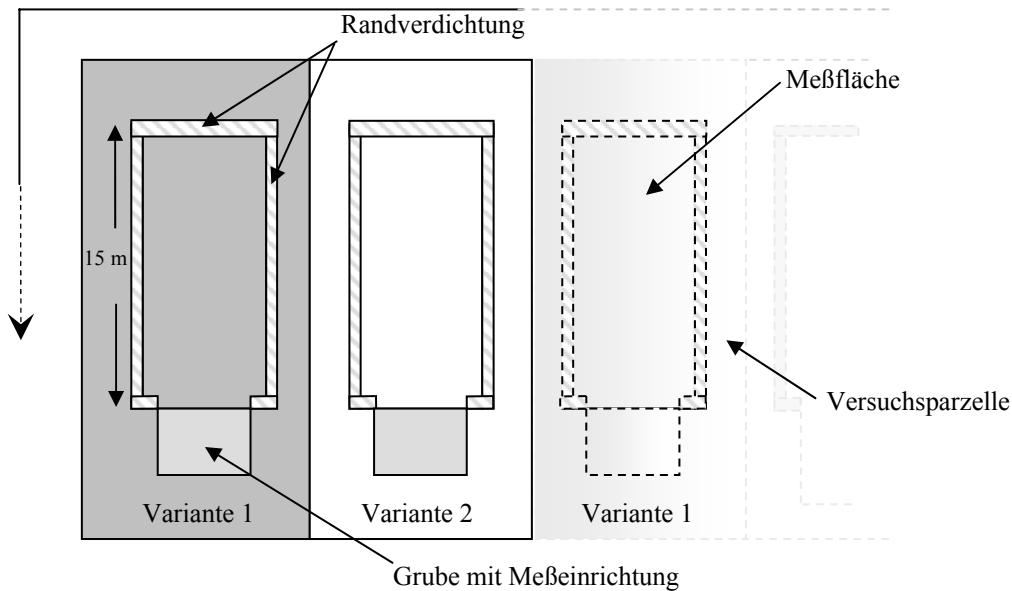 Randverdichtung
Meßfläche
15 m
Versuchsparzelle
Variante 1
Variante 2
Variante 1
Grube mit Meßeinrichtung